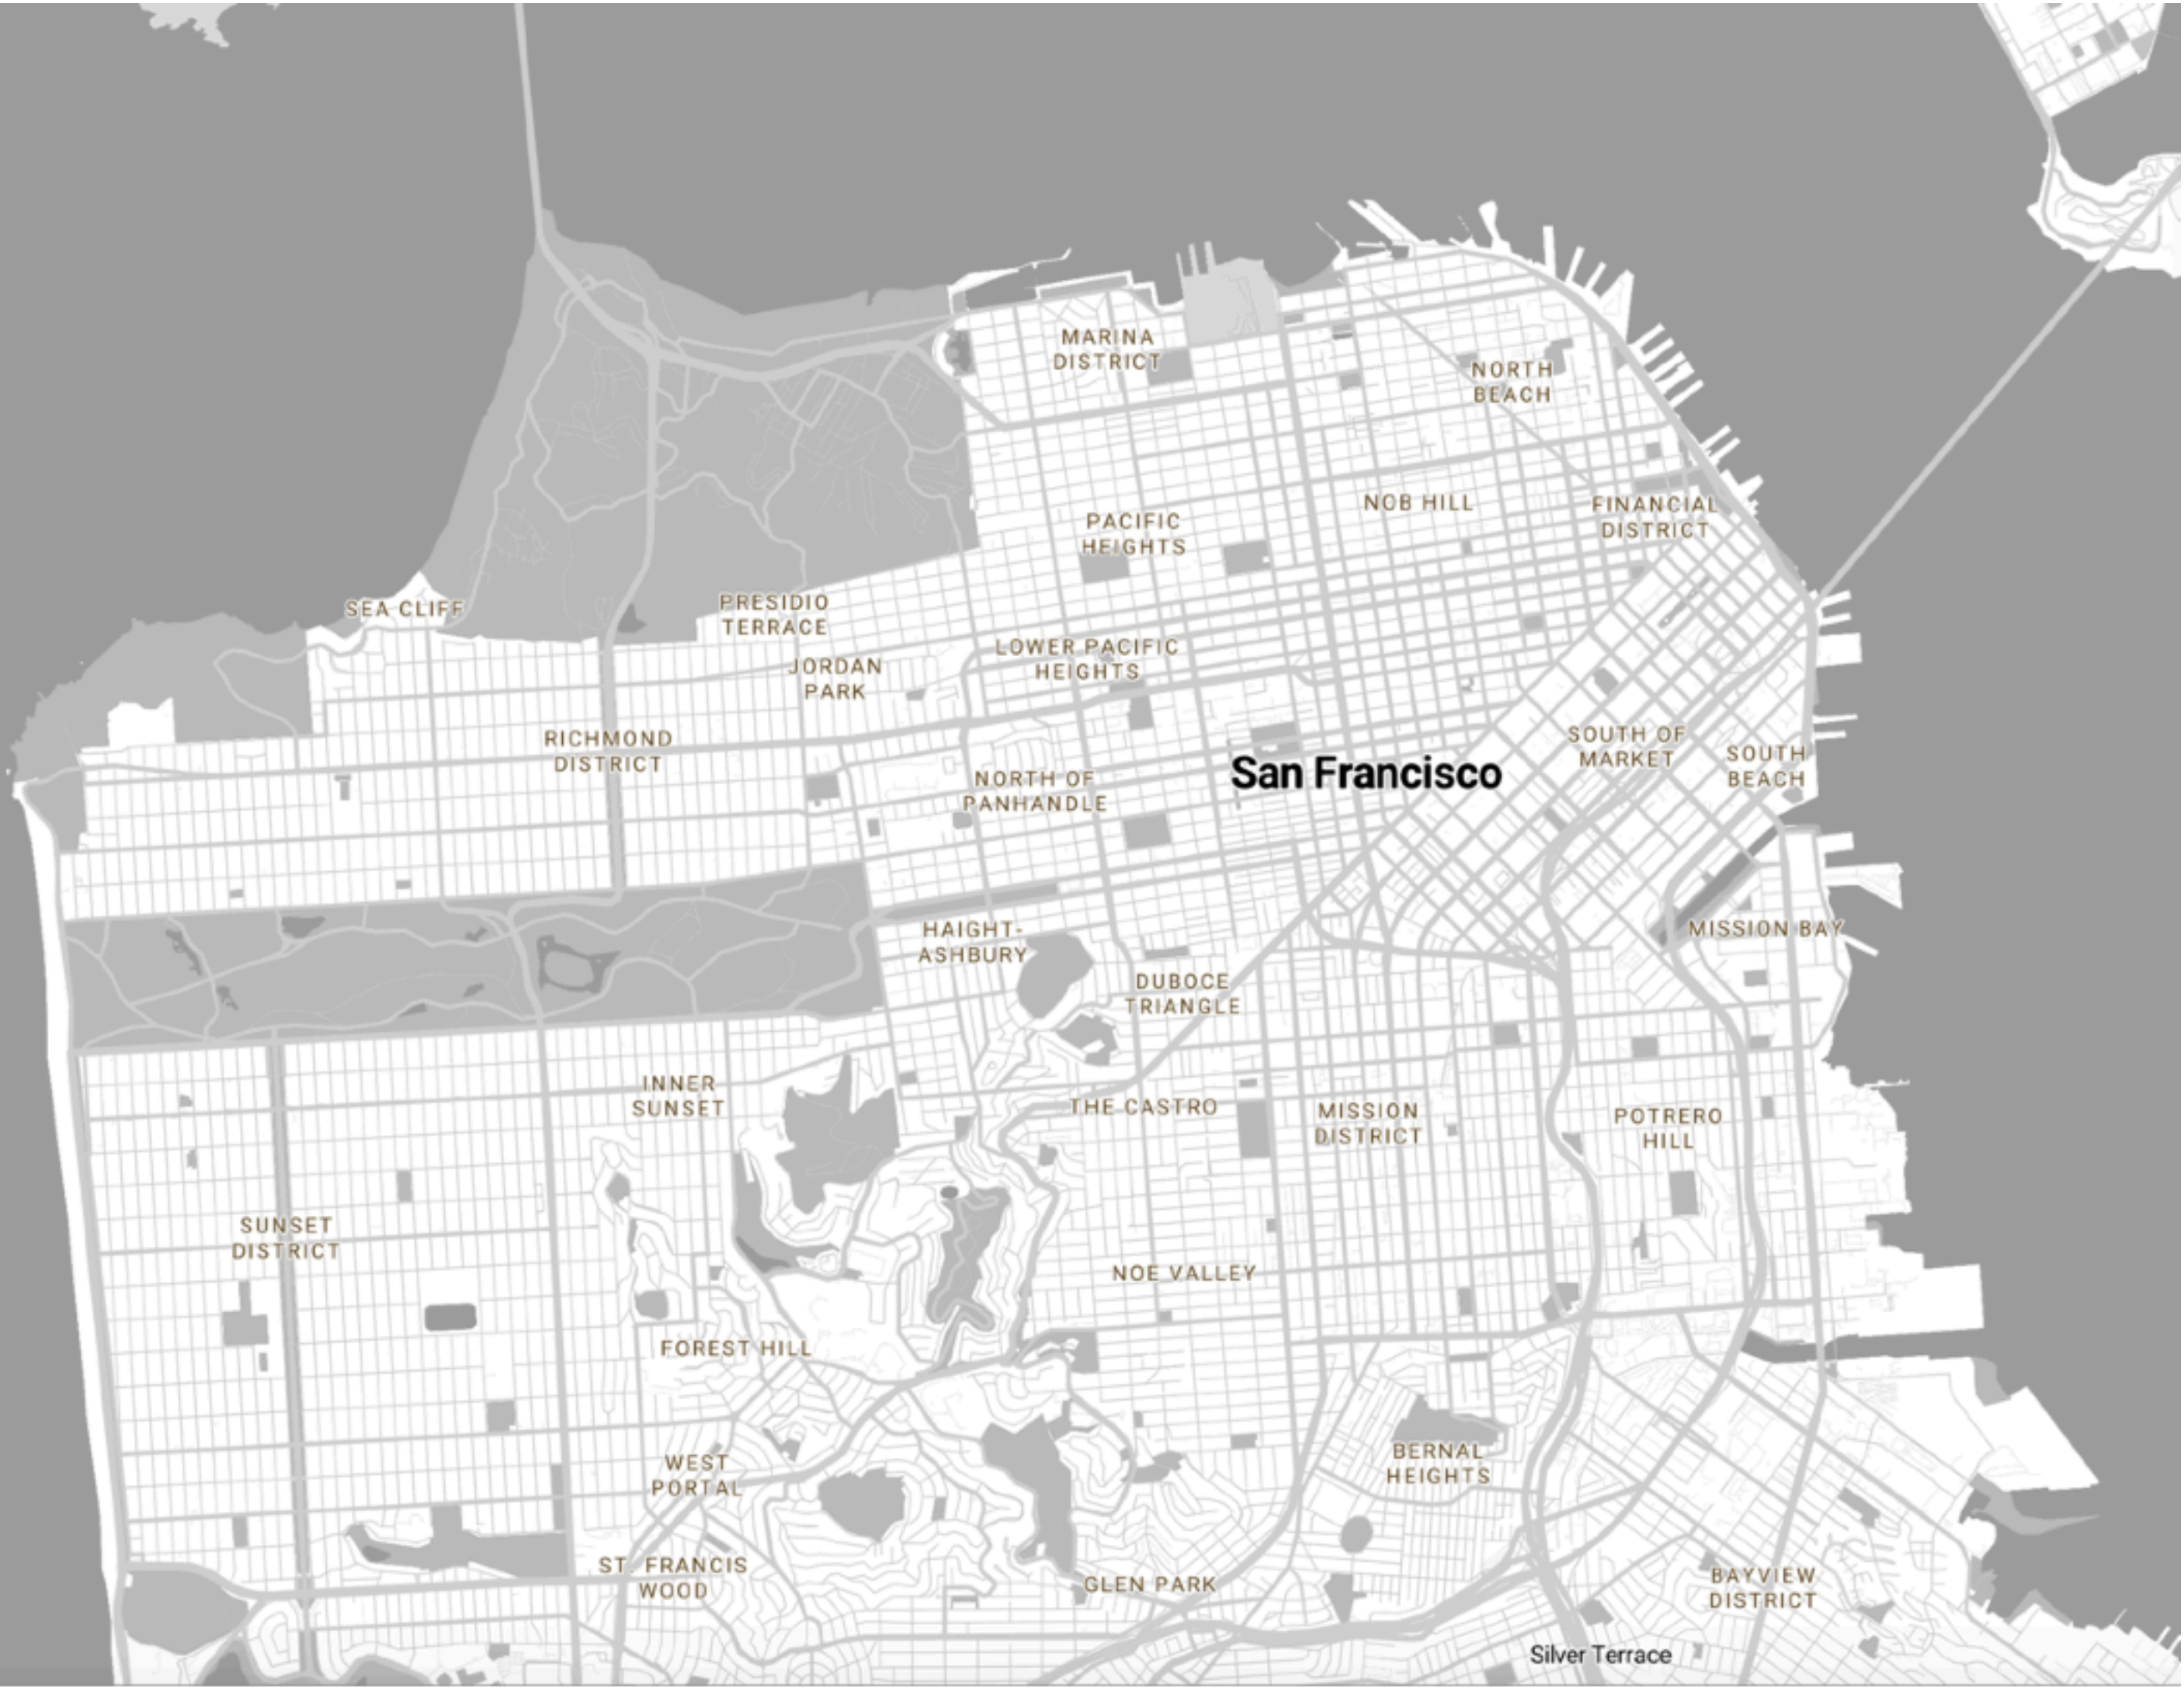 MARINA
DISTRICT
NORTH
BEACH
NOB HILL
FINANCIAL
DISTRICT
PACIFIC
HEIGHTS
SEA CLIFF
PRESIDIO
TERRACE
LOWER PACIFIC
HEIGHTS
JORDAN
PARK
RICHMOND
DISTRICT
SOUTH OF
MARKET
SOUTH
BEACH
San Francisco
NORTH OF
PANHANDLE
HAIGHT-
ASHBURY
MISSION BAY
DUBOCE
TRIANGLE
INNER
SUNSET
THE CASTRO
MISSION
DISTRICT
POTRERO
HILL
SUNSET
DISTRICT
NOE VALLEY
FOREST HILL
WEST
PORTAL
BERNAL
HEIGHTS
ST. FRANCIS
WOOD
GLEN PARK
BAYVIEW
DISTRICT
Silver Terrace